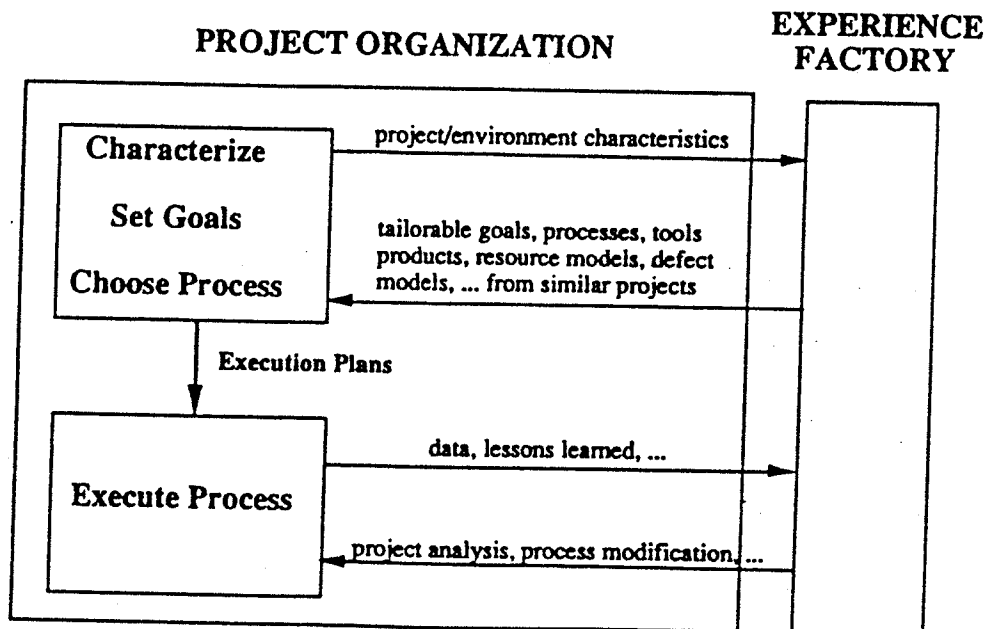 PROJECT ORGANIZATION
EXPERIENCE
FACTORY
Characterize
Set Goals
Choose Process
project/environment characteristics
tailorable goals, processes, tools
products, resource models, defect
models, ... from similar projects
Execution Plans
Execute Process
data, lessons learned, ...
project analysis, process modification, ...